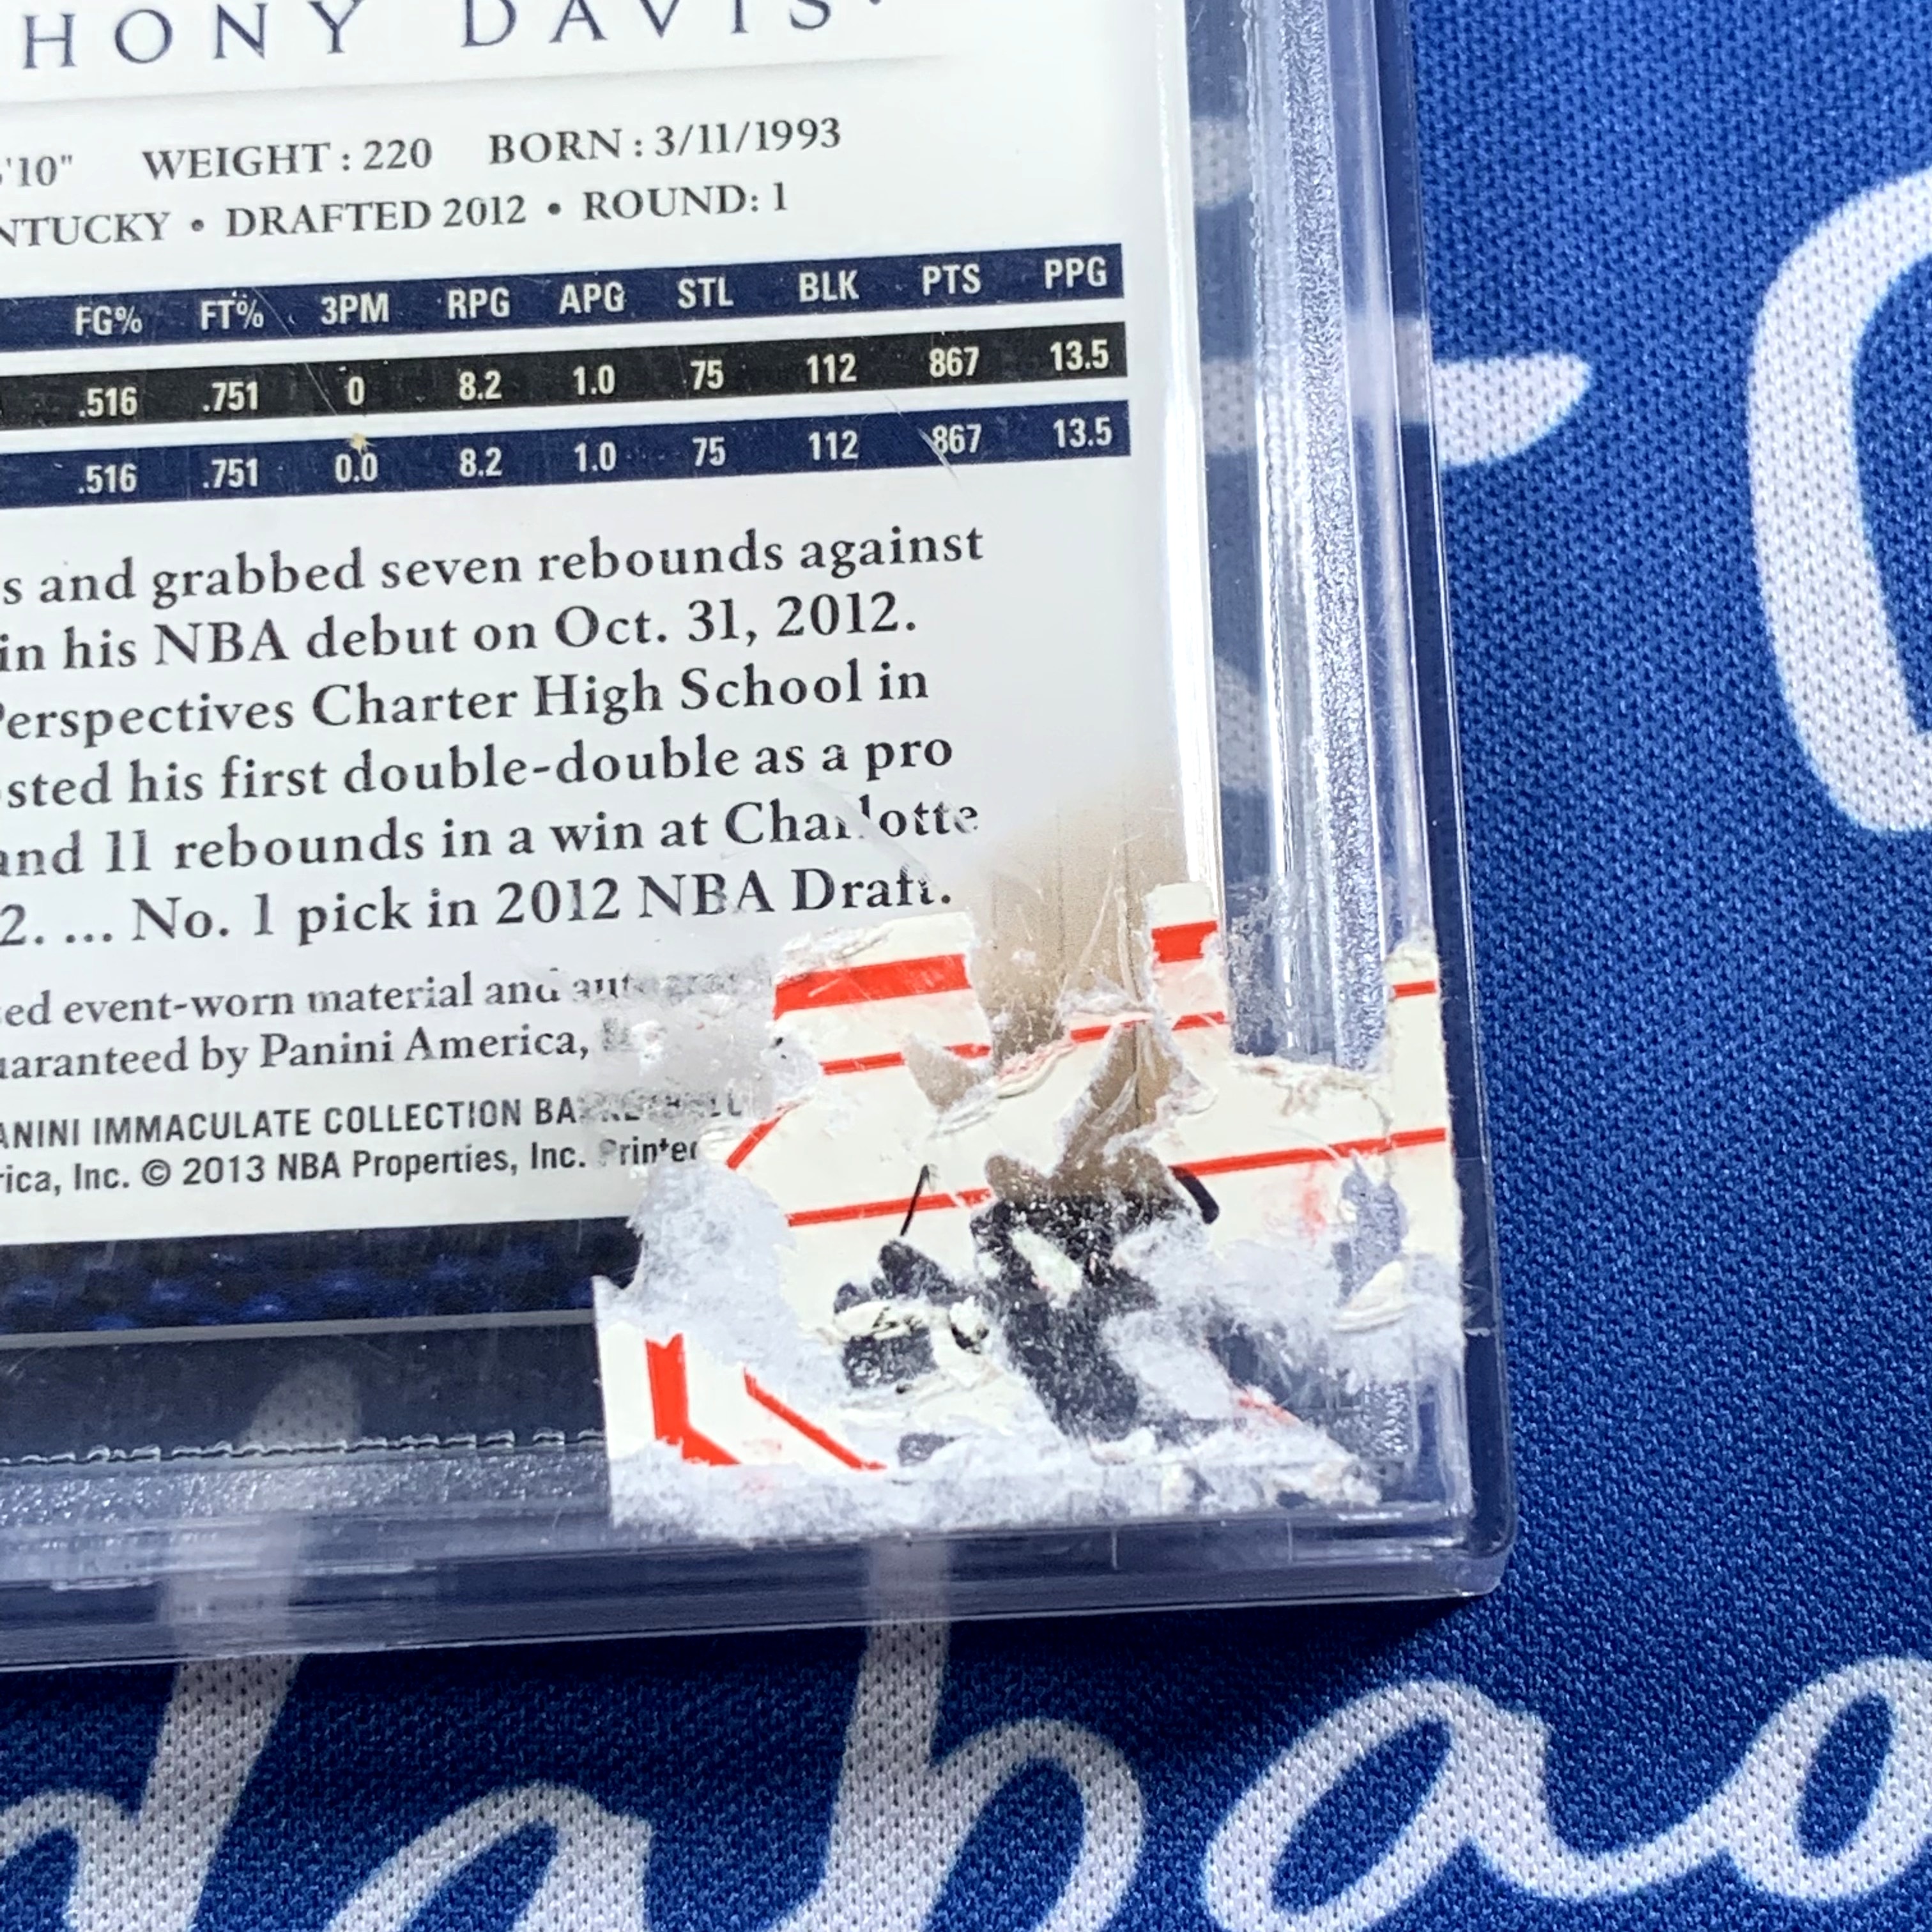 HONY DAVIS
'10" WEIGHT : 220 BORN : 3/11/1993
NTUCKY • DRAFTED 2012 • ROUND: 1
FG% FT% 3PM RPG APG STL BLK PTS PPG
.516 .751 0 8.2 1.0 75 112 867 13.5
.516 .751 0.0 8.2 1.0 75 112 867 13.5
s and grabbed seven rebounds against
in his NBA debut on Oct. 31, 2012.
Perspectives Charter High School in
sted his first double-double as a pro
and 11 rebounds in a win at Charlotte
2. ... No. 1 pick in 2012 NBA Draft.
ed event-worn material and
uaranteed by Panini America,
ANINI IMMACULATE COLLECTION BASKETBALL
rica, Inc. © 2013 NBA Properties, Inc. Printed